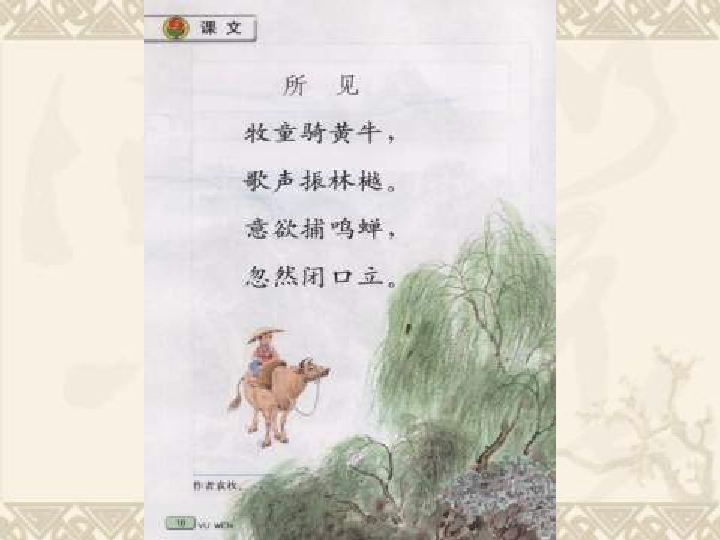 课文
所 见
牧童骑黄牛，
歌声振林樾。
意欲捕鸣蝉，
忽然闭口立。
作者袁枚。
16
YU WEN